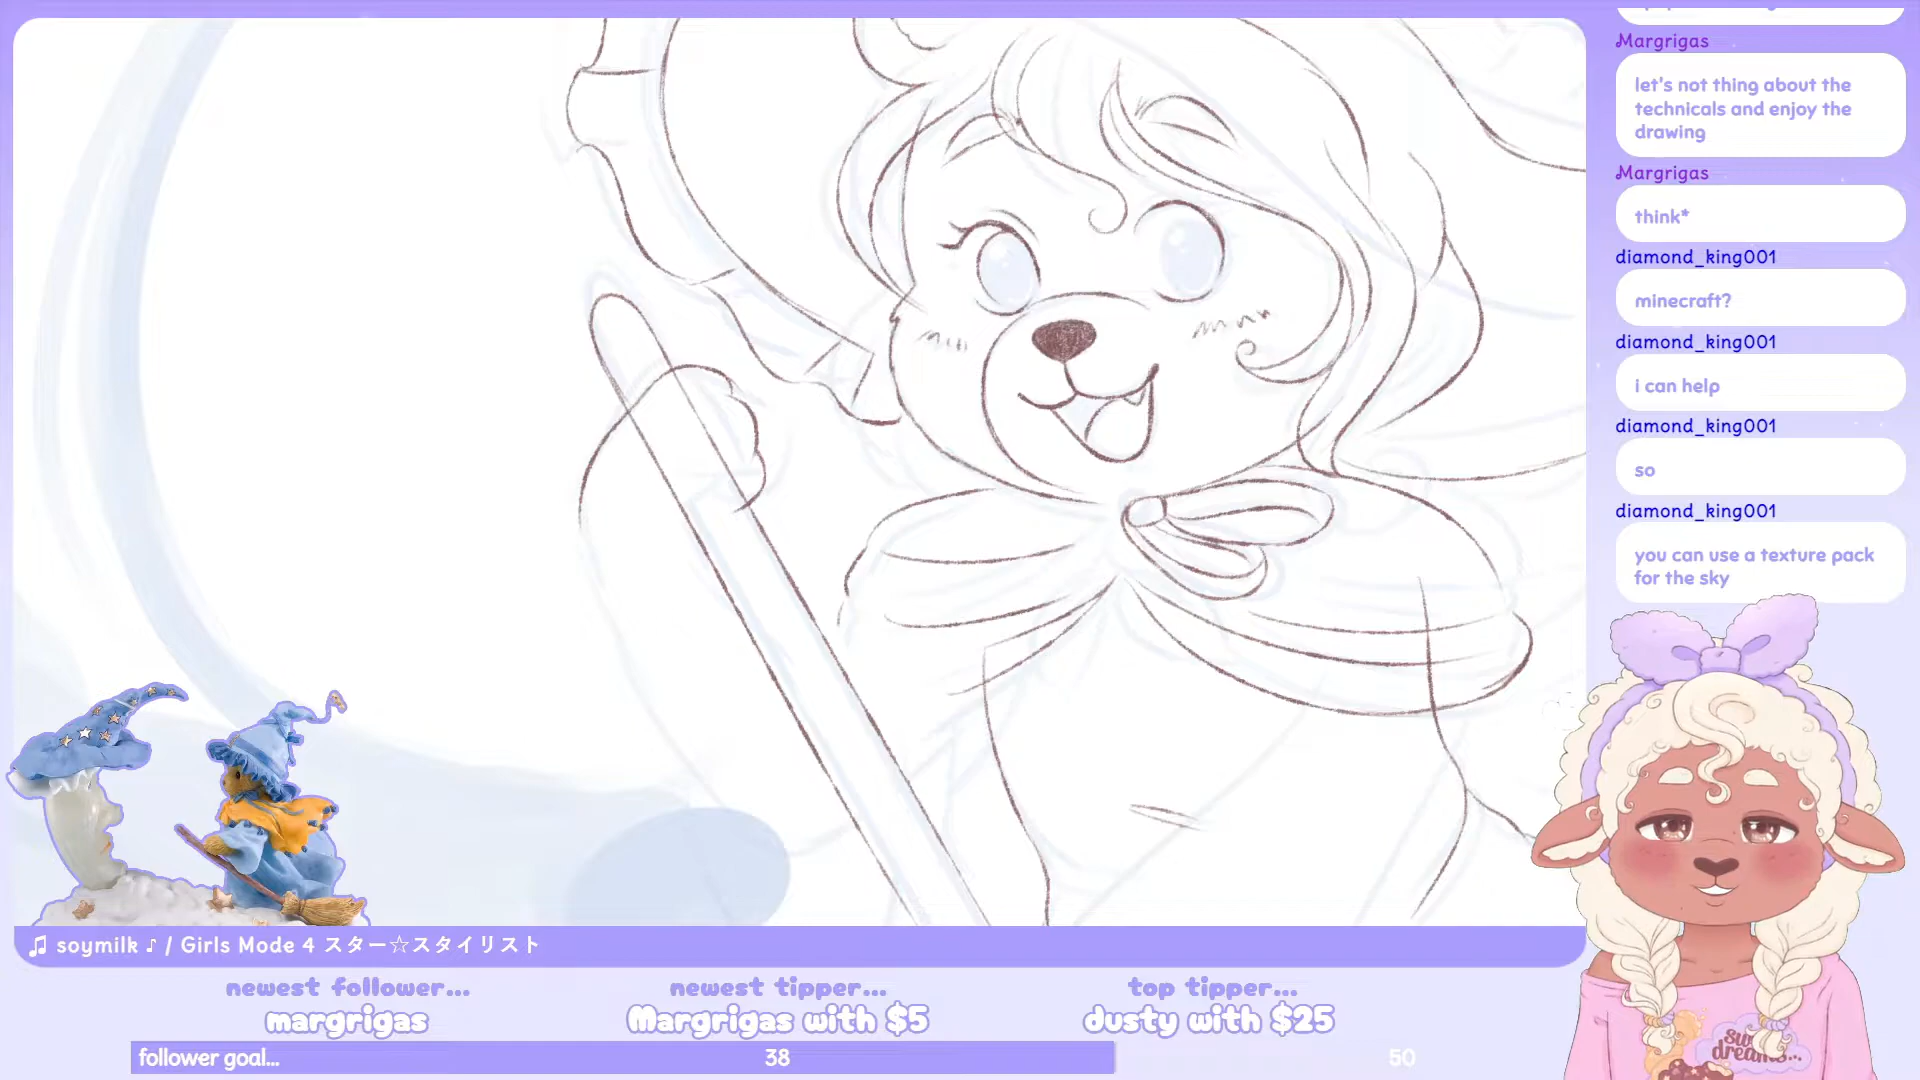 Margrigas
let's not thing about the
technicals and enjoy the
drawing
Margrigas
think*
diamond_king001
minecraft?
diamond_king001
i can help
diamond_king001
so
diamond_king001
you can use a texture pack
for the sky
♫ soymilk ♪ / Girls Mode 4 スター☆スタイリスト
newest follower...
margrigas
newest tipper...
Margrigas with $5
top tipper...
dusty with $25
follower goal...
38
50
dreams...